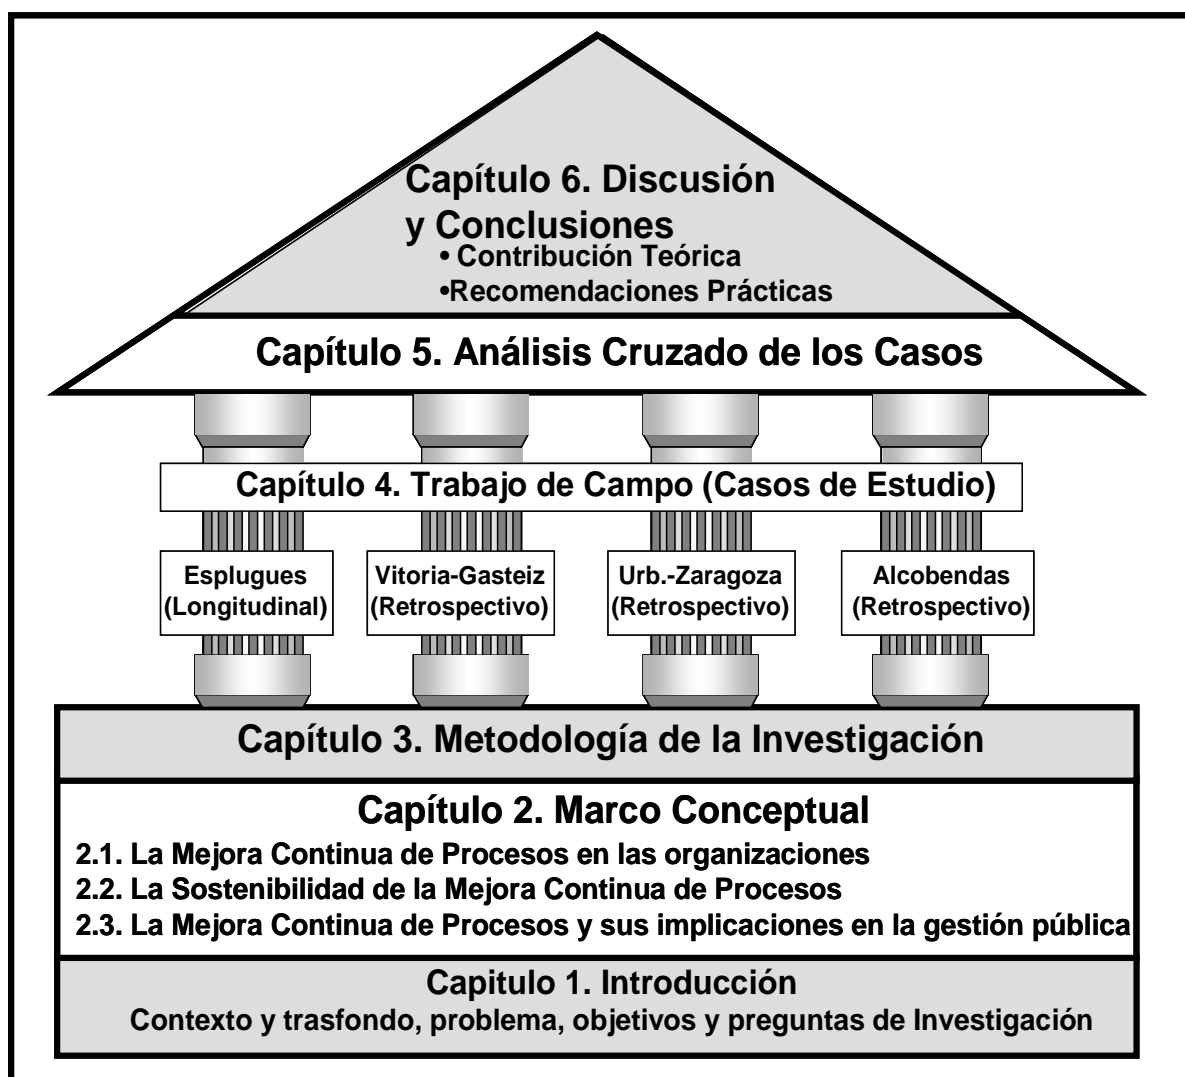 Capítulo 6. Discusión
y Conclusiones
• Contribución Teórica
•Recomendaciones Prácticas
Capítulo 5. Análisis Cruzado de los Casos
Capítulo 4. Trabajo de Campo (Casos de Estudio)
Esplugues
(Longitudinal)
Vitoria-Gasteiz
(Retrospectivo)
Urb.-Zaragoza
(Retrospectivo)
Alcobendas
(Retrospectivo)
Capítulo 3. Metodología de la Investigación
Capítulo 2. Marco Conceptual
2.1. La Mejora Continua de Procesos en las organizaciones
2.2. La Sostenibilidad de la Mejora Continua de Procesos
2.3. La Mejora Continua de Procesos y sus implicaciones en la gestión pública
Capitulo 1. Introducción
Contexto y trasfondo, problema, objetivos y preguntas de Investigación